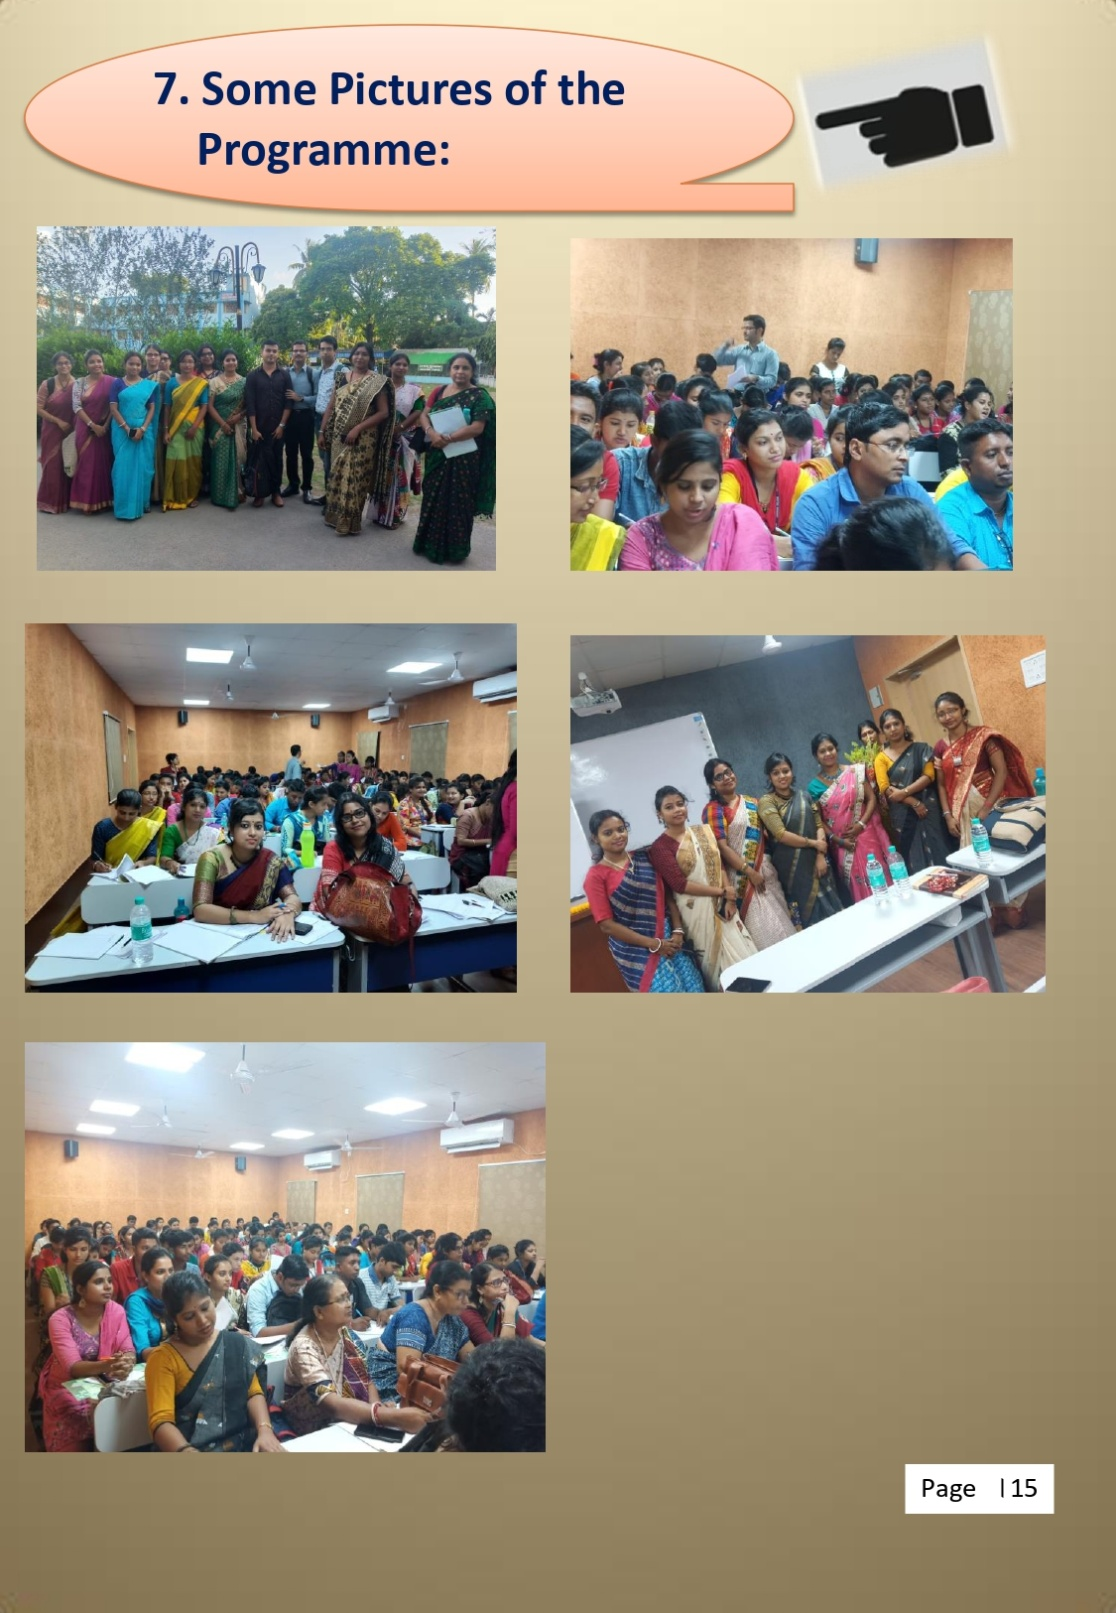 7. Some Pictures of the
Programme:
Page | 15